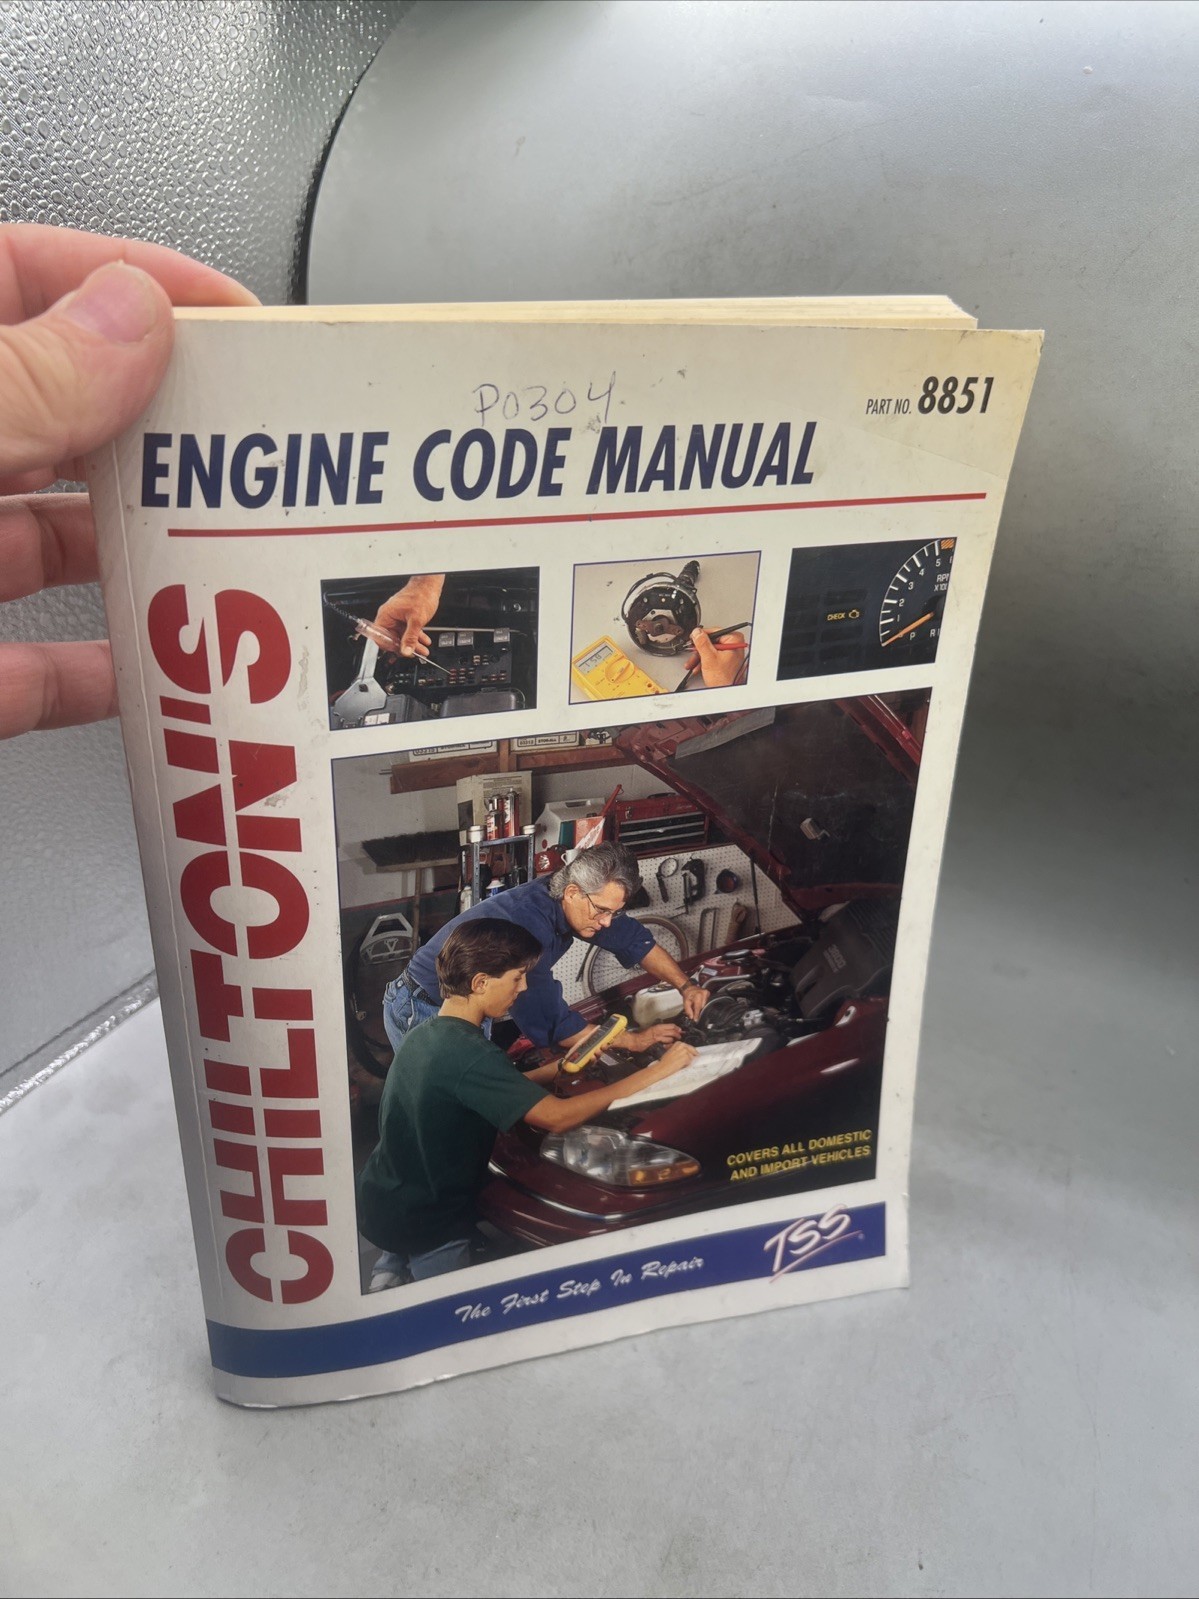 P0304
PART NO. 8851
ENGINE CODE MANUAL
CHILTON'S
CHECK
COVERS ALL DOMESTIC
AND IMPORT VEHICLES
The First Step In Repair
TSS